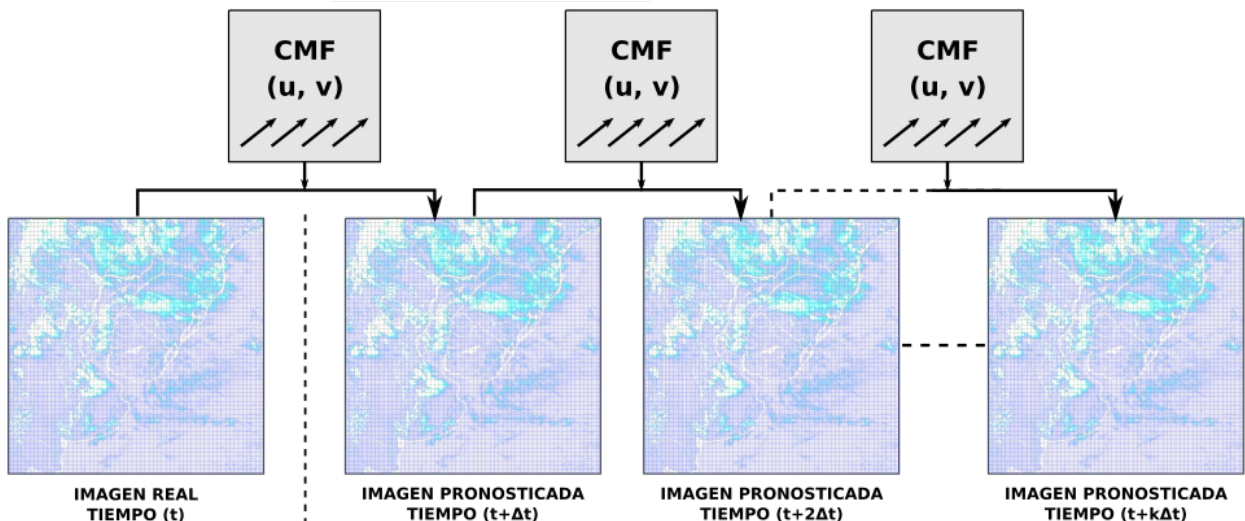 CMF
(u, v)
CMF
(u, v)
CMF
(u, v)
IMAGEN REAL
TIEMPO (t)
IMAGEN PRONOSTICADA
TIEMPO (t+Δt)
IMAGEN PRONOSTICADA
TIEMPO (t+2Δt)
IMAGEN PRONOSTICADA
TIEMPO (t+kΔt)